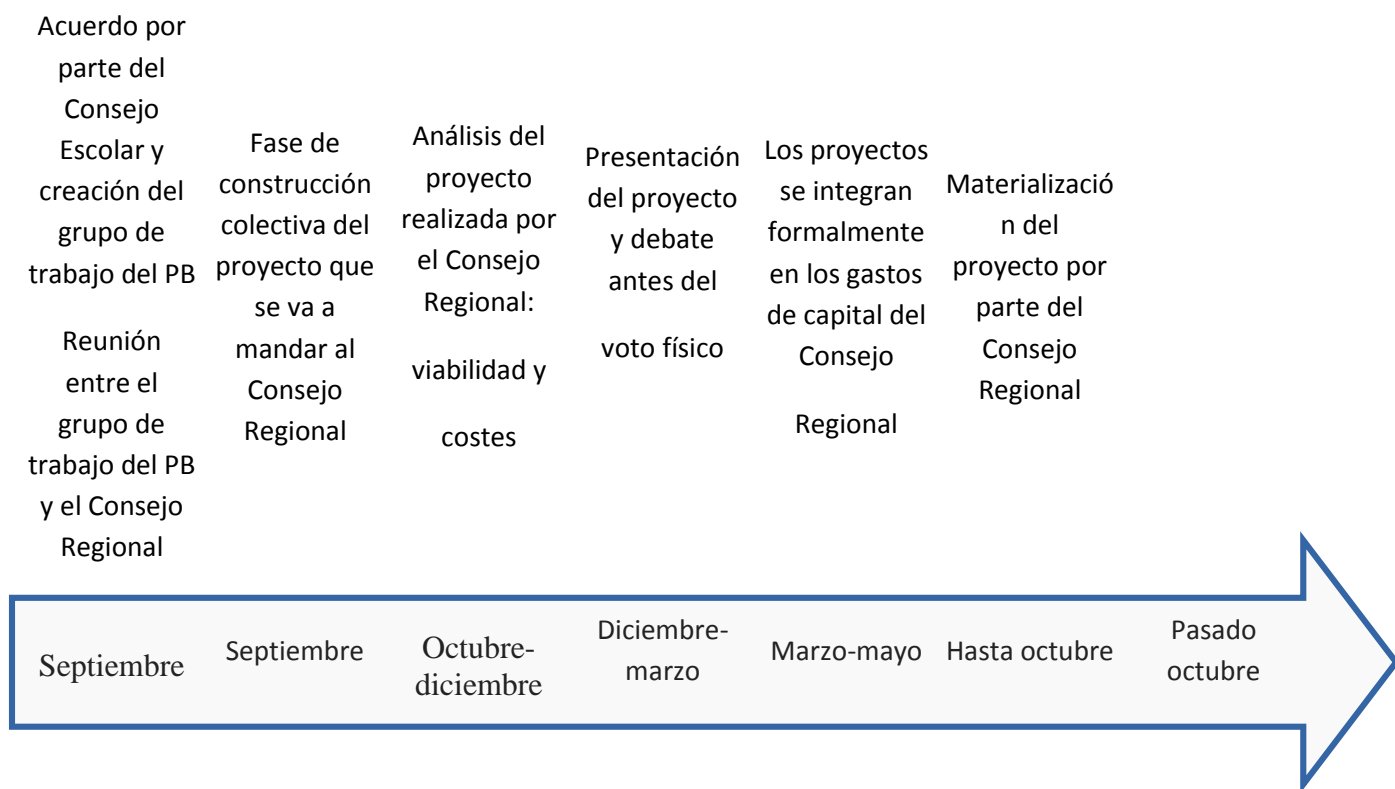 Acuerdo por
parte del
Consejo
Escolar y
creación del
grupo de
trabajo del PB
Reunión
entre el
grupo de
trabajo del PB
y el Consejo
Regional
Fase de
construcción
colectiva del
proyecto que
se va a
mandar al
Consejo
Regional
Análisis del
proyecto
realizada por
el Consejo
Regional:
viabilidad y
costes
Presentación
del proyecto
y debate
antes del
voto físico
Los proyectos
se integran
formalmente
en los gastos
de capital del
Consejo
Regional
Materializació
n del
proyecto por
parte del
Consejo
Regional
Septiembre
Septiembre
Octubre-
diciembre
Diciembre-
marzo
Marzo-mayo
Hasta octubre
Pasado
octubre